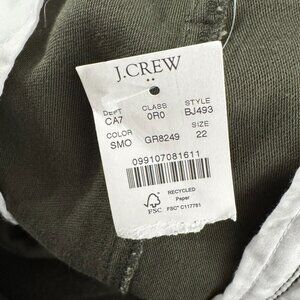 J.CREW
DEPT CLASS STYLE
CA7 0R0 BJ493
COLOR SIZE
SMO GR8249 22
099107081611
RECYCLED
Paper
FSC FSC® C117781